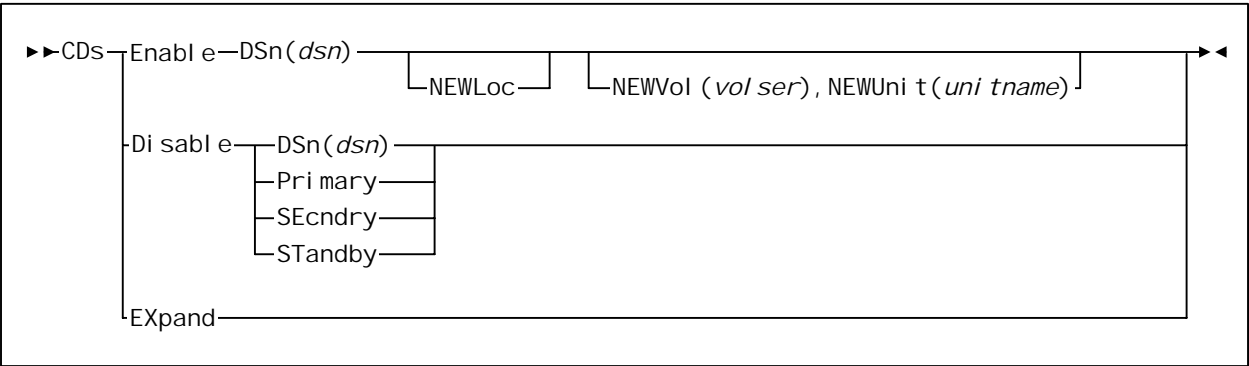 CDs Enable DSn(dsn)
NEWLoc NEWVol(volser),NEWUnit(unitname)
Disable DSn(dsn)
Primary
SEcndry
STandby
EXpand